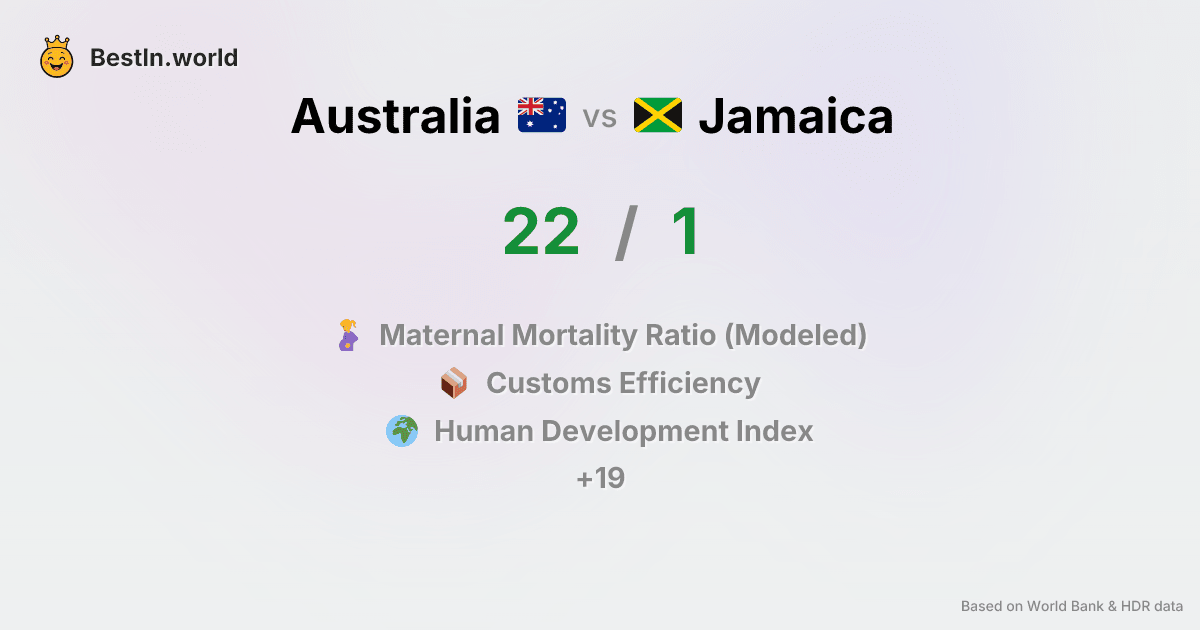 BestIn.world
Australia vs Jamaica
22 / 1
Maternal Mortality Ratio (Modeled)
Customs Efficiency
Human Development Index
+19
Based on World Bank & HDR data